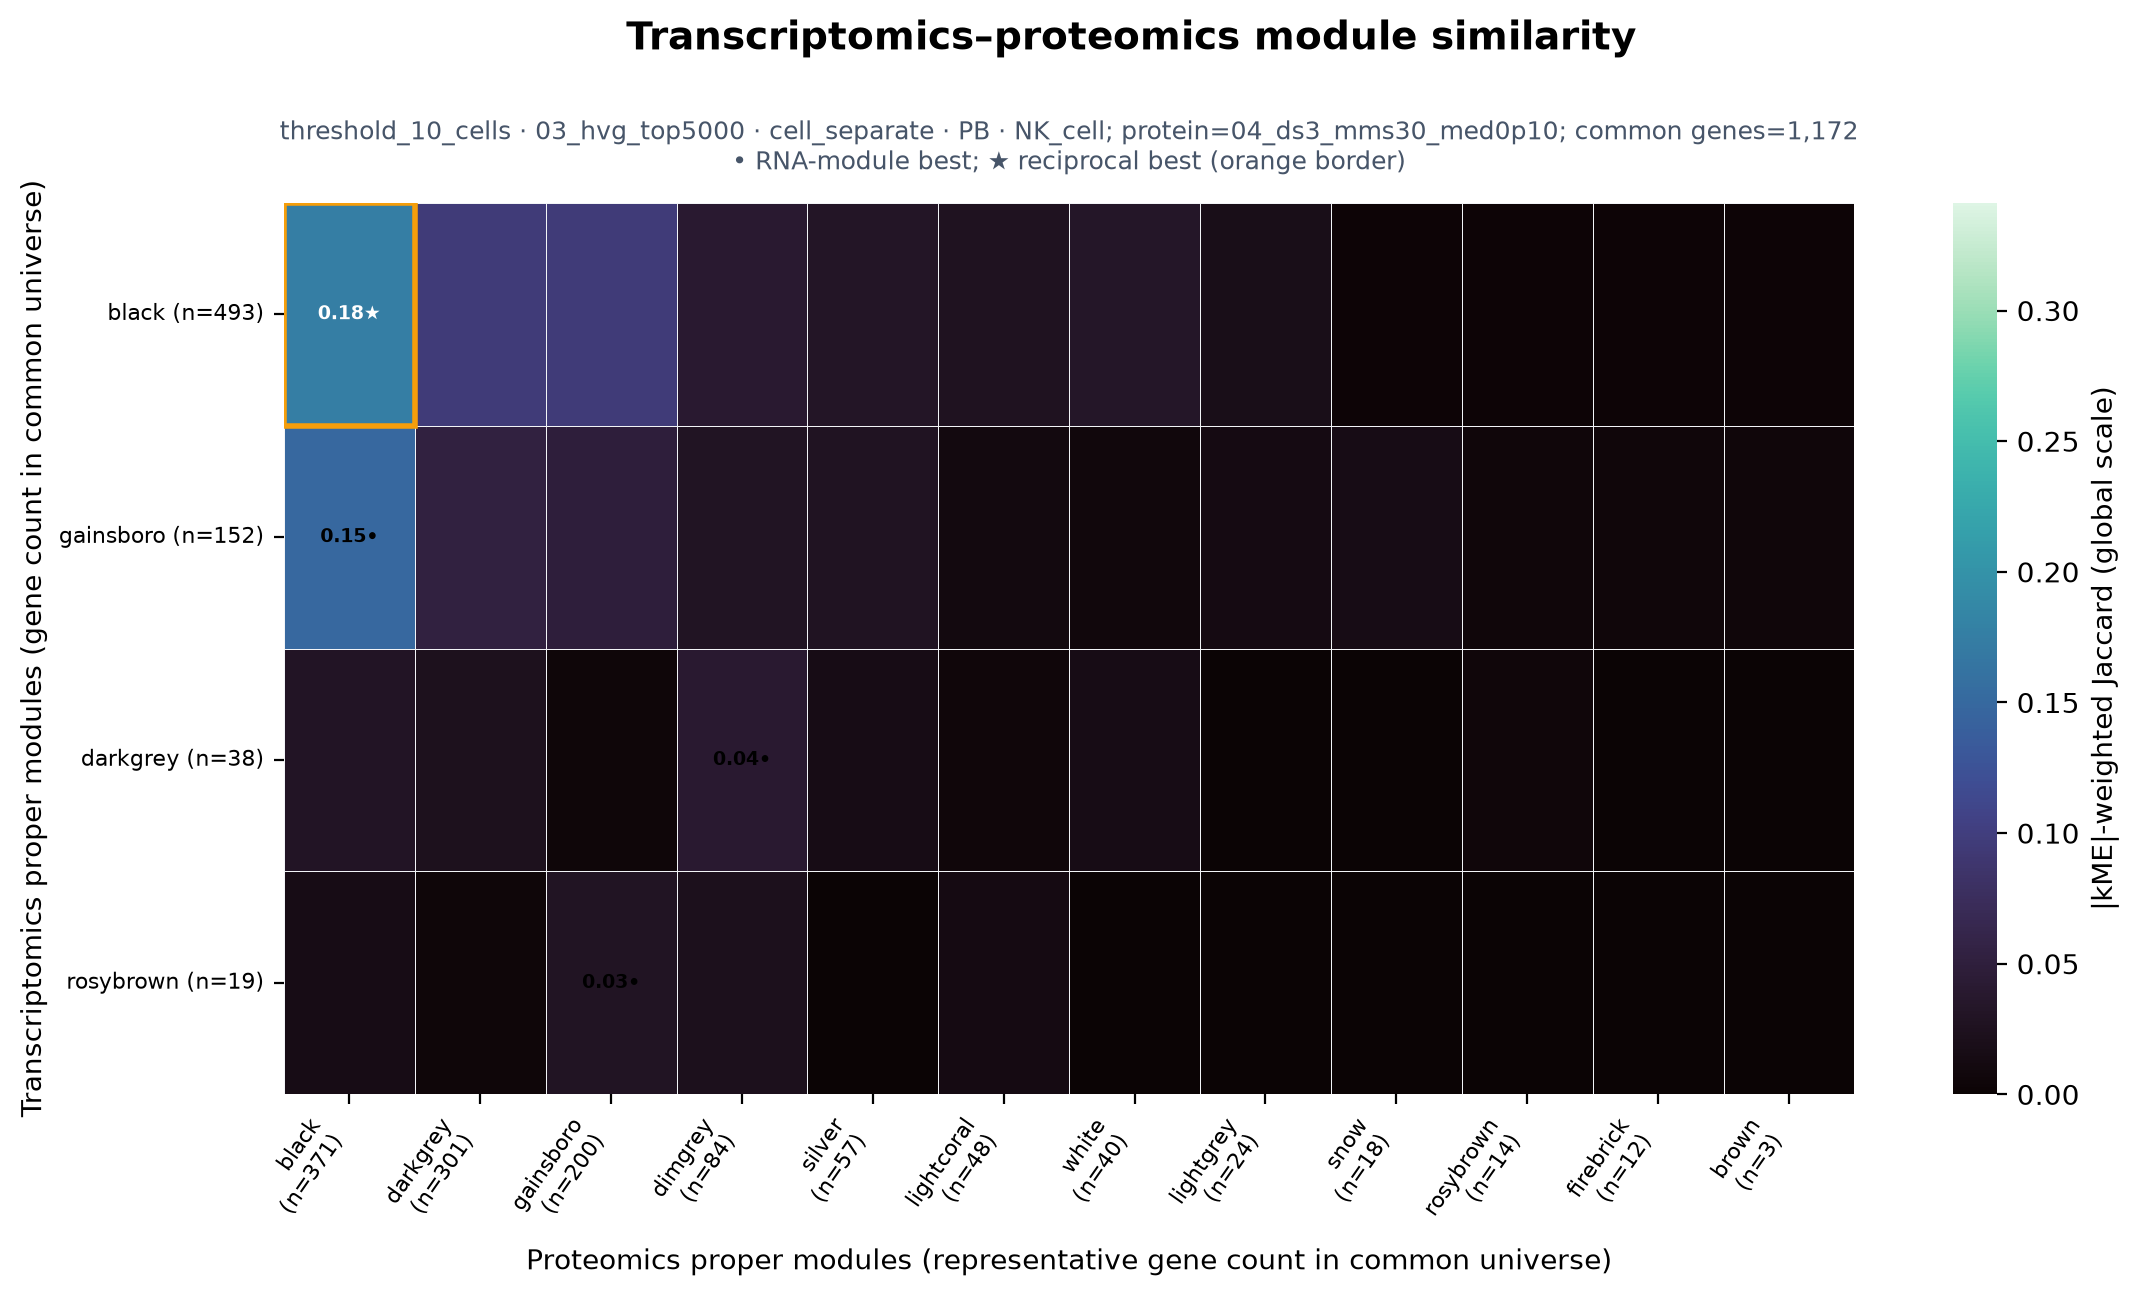 Transcriptomics–proteomics module similarity
threshold_10_cells · 03_hvg_top5000 · cell_separate · PB · NK_cell; protein=04_ds3_mms30_med0p10; common genes=1,172
• RNA-module best; ★ reciprocal best (orange border)
Transcriptomics proper modules (gene count in common universe)
black (n=493)
gainsboro (n=152)
darkgrey (n=38)
rosybrown (n=19)
0.18★
0.15•
0.04•
0.03•
black
(n=371)
darkgrey
(n=301)
gainsboro
(n=200)
dimgrey
(n=84)
silver
(n=57)
lightcoral
(n=48)
white
(n=40)
lightgrey
(n=24)
snow
(n=18)
rosybrown
(n=14)
firebrick
(n=12)
brown
(n=3)
Proteomics proper modules (representative gene count in common universe)
0.30
0.25
0.20
0.15
0.10
0.05
0.00
|kME|-weighted Jaccard (global scale)